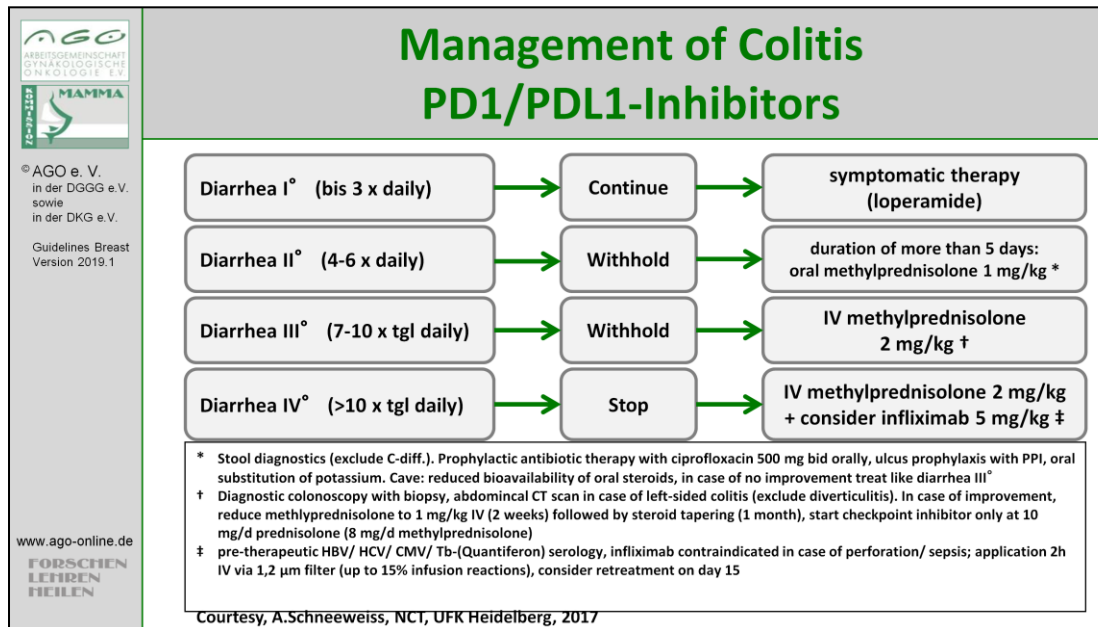 AGO
ARBEITSGEMEINSCHAFT
GYNÄKOLOGISCHE
ONKOLOGIE E.V.
KOMMISSION
MAMMA
© AGO e. V.
in der DGGG e.V.
sowie
in der DKG e.V.
Guidelines Breast
Version 2019.1
www.ago-online.de
FORSCHEN
LEHREN
HEILEN
Management of Colitis
PD1/PDL1-Inhibitors
Diarrhea I° (bis 3 x daily)
Continue
symptomatic therapy
(loperamide)
Diarrhea II° (4-6 x daily)
Withhold
duration of more than 5 days:
oral methylprednisolone 1 mg/kg *
Diarrhea III° (7-10 x tgl daily)
Withhold
IV methylprednisolone
2 mg/kg †
Diarrhea IV° (>10 x tgl daily)
Stop
IV methylprednisolone 2 mg/kg
+ consider infliximab 5 mg/kg ‡
* Stool diagnostics (exclude C-diff.). Prophylactic antibiotic therapy with ciprofloxacin 500 mg bid orally, ulcus prophylaxis with PPI, oral
substitution of potassium. Cave: reduced bioavailability of oral steroids, in case of no improvement treat like diarrhea III°
† Diagnostic colonoscopy with biopsy, abdomincal CT scan in case of left-sided colitis (exclude diverticulitis). In case of improvement,
reduce methlyprednisolone to 1 mg/kg IV (2 weeks) followed by steroid tapering (1 month), start checkpoint inhibitor only at 10
mg/d prednisolone (8 mg/d methylprednisolone)
‡ pre-therapeutic HBV/ HCV/ CMV/ Tb-(Quantiferon) serology, infliximab contraindicated in case of perforation/ sepsis; application 2h
IV via 1,2 µm filter (up to 15% infusion reactions), consider retreatment on day 15
Courtesy, A.Schneeweiss, NCT, UFK Heidelberg, 2017